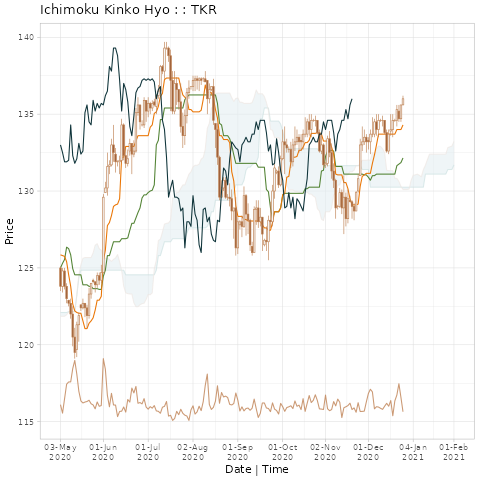 Ichimoku Kinko Hyo : : TKR
140
135
130
125
120
115
Price
03-May 01-Jun 01-Jul 02-Aug 01-Sep 01-Oct 02-Nov 01-Dec 04-Jan 01-Feb
2020 2020 2020 2020 2020 2020 2020 2020 2021 2021
Date | Time